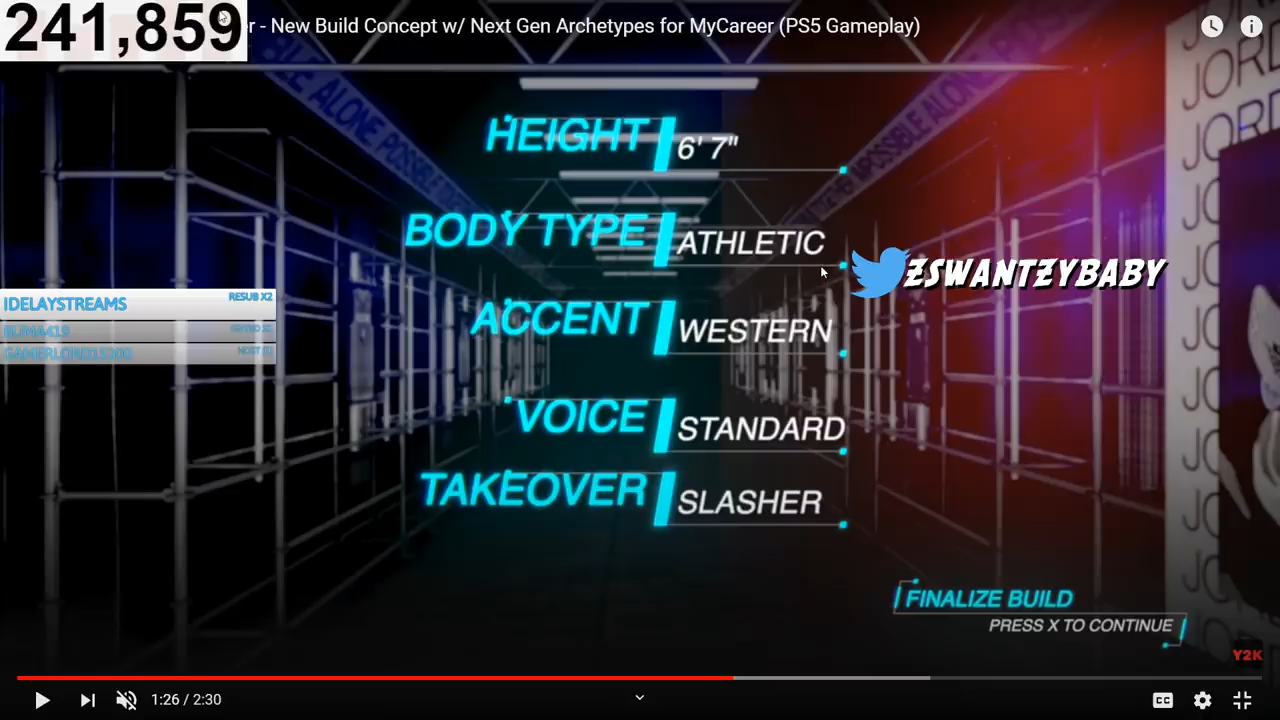 241,859
r - New Build Concept w/ Next Gen Archetypes for MyCareer (PS5 Gameplay)
HEIGHT 6' 7"
BODY TYPE ATHLETIC
ZSWANTZYBABY
IDELAYSTREAMS RESUB X2
ACCENT WESTERN
VOICE STANDARD
TAKEOVER SLASHER
FINALIZE BUILD
PRESS X TO CONTINUE
Y2K
1:26 / 2:30
CC